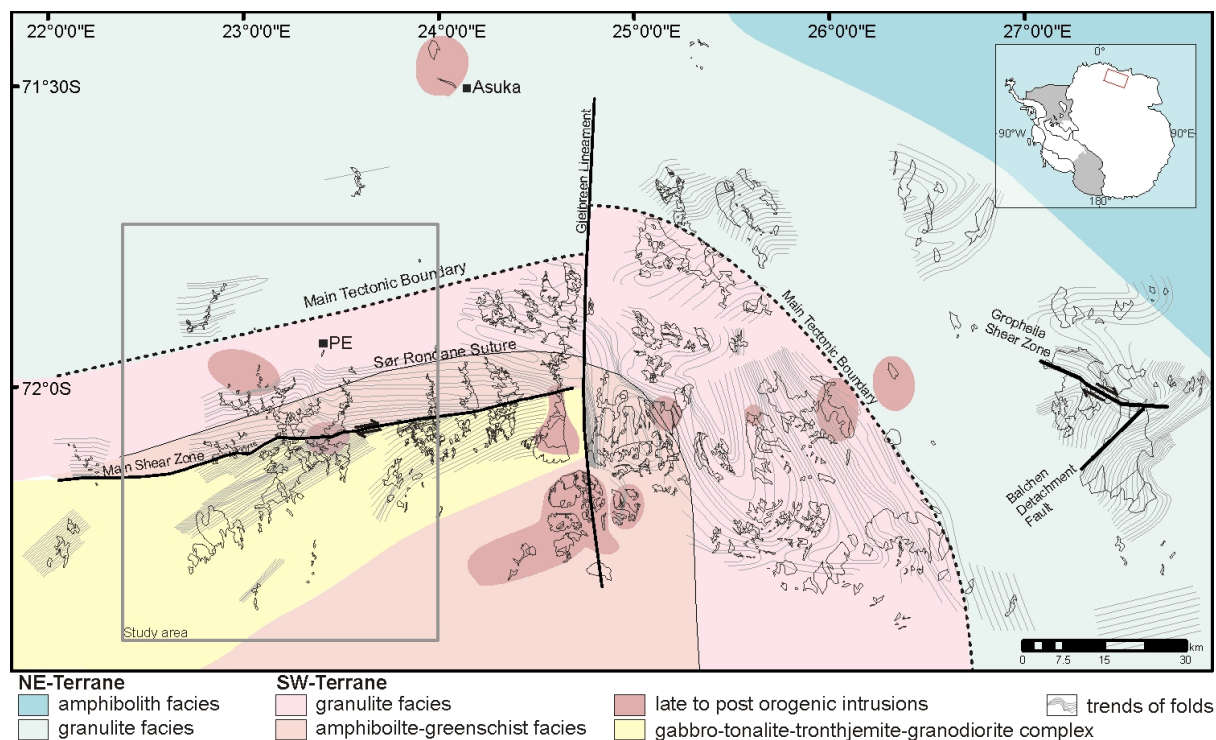 22°0'0"E 23°0'0"E 24°0'0"E 25°0'0"E 26°0'0"E 27°0'0"E
71°30S
72°0S
Asuka
Gjelbreen Lineament
0°
90°W
90°E
180°
Main Tectonic Boundary
Main Tectonic Boundary
PE
Sør Rondane Suture
Main Shear Zone
Gropheila
Shear Zone
Balchen
Detachment
Fault
Study area
km
0 7.5 15 30
NE-Terrane
amphibolith facies
granulite facies
SW-Terrane
granulite facies
amphiboilte-greenschist facies
late to post orogenic intrusions
gabbro-tonalite-tronthjemite-granodiorite complex
trends of folds